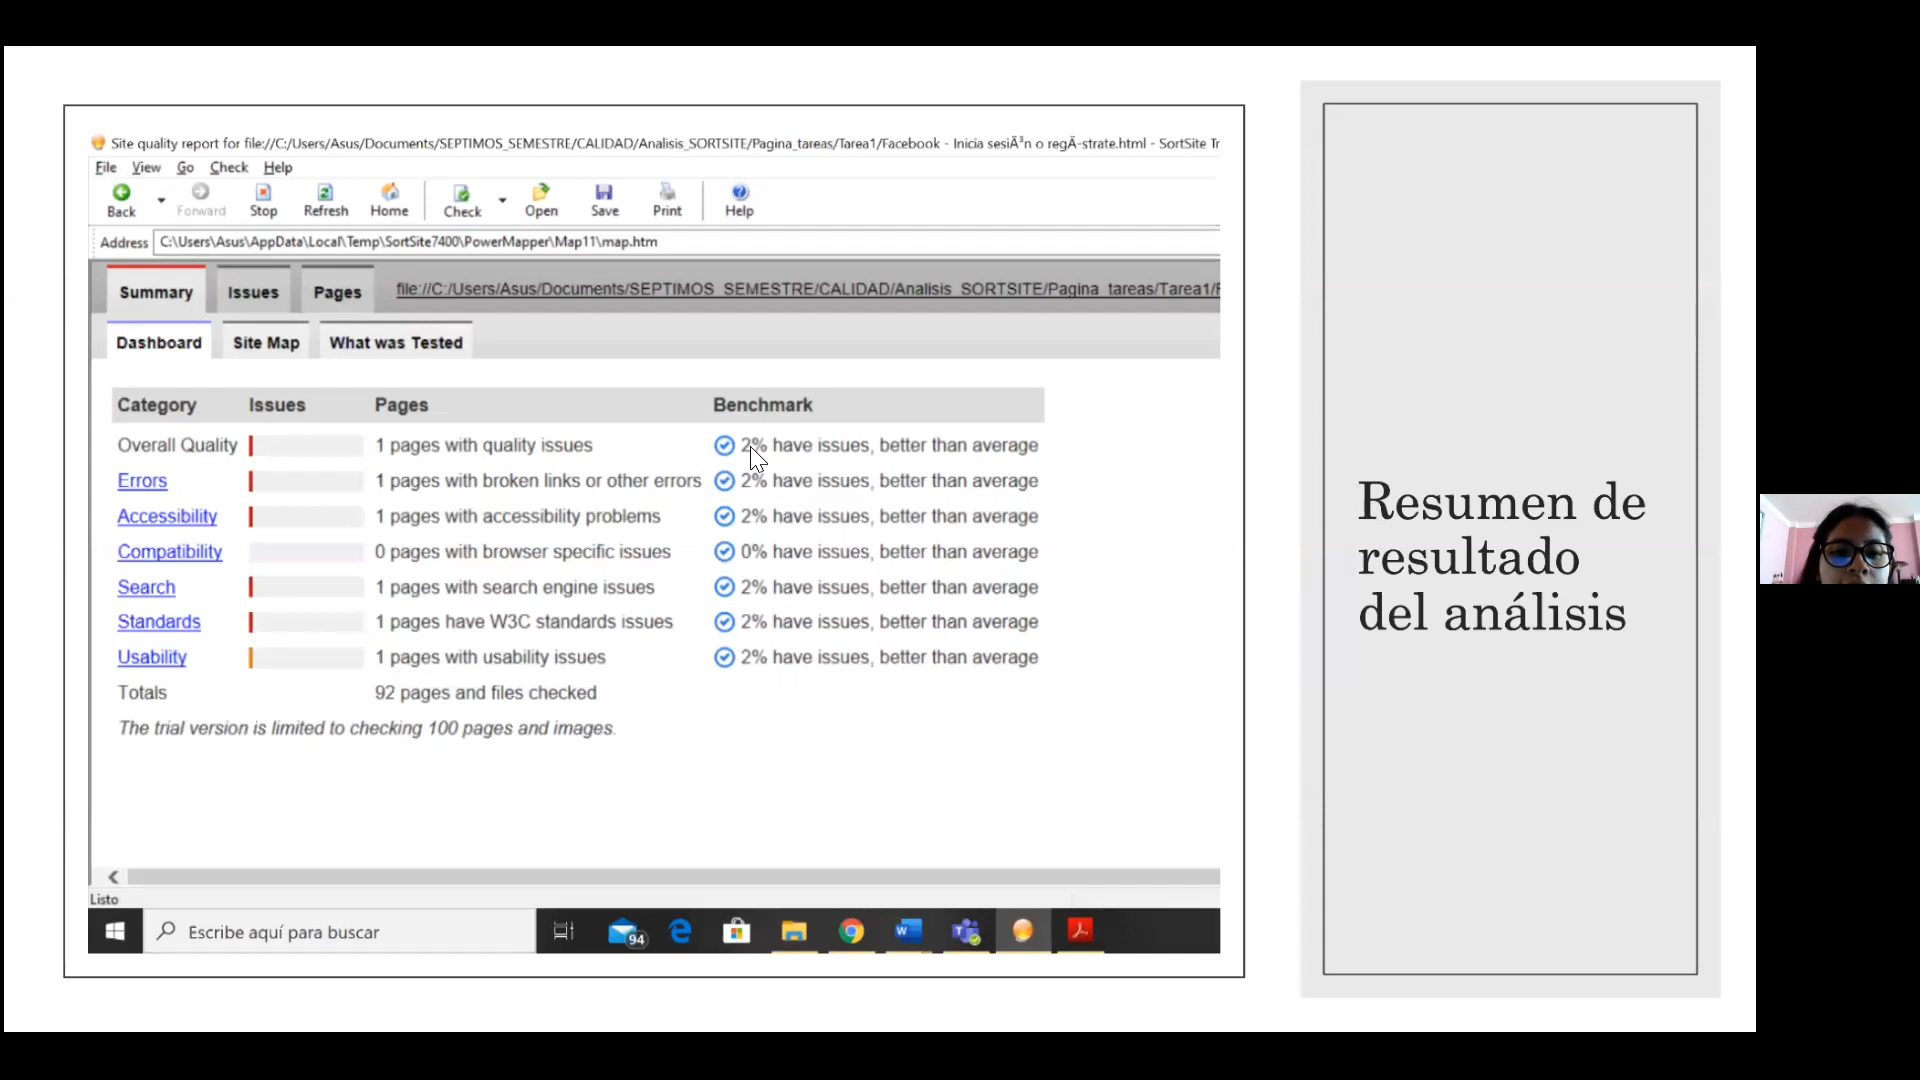 Site quality report for file://C:/Users/Asus/Documents/SEPTIMOS_SEMESTRE/CALIDAD/Analisis_SORTSITE/Pagina_tareas/Tarea1/Facebook - Inicia sesiÃ³n o regÃ-strate.html - SortSite Tr
File View Go Check Help
Back Forward Stop Refresh Home Check Open Save Print Help
Address C:\Users\Asus\AppData\Local\Temp\SortSite7400\PowerMapper\Map11\map.htm
Summary Issues Pages file://C:/Users/Asus/Documents/SEPTIMOS_SEMESTRE/CALIDAD/Analisis_SORTSITE/Pagina_tareas/Tarea1/F
Dashboard Site Map What was Tested
Category Issues Pages Benchmark
Overall Quality 1 pages with quality issues 2% have issues, better than average
Errors 1 pages with broken links or other errors 2% have issues, better than average
Accessibility 1 pages with accessibility problems 2% have issues, better than average
Compatibility 0 pages with browser specific issues 0% have issues, better than average
Search 1 pages with search engine issues 2% have issues, better than average
Standards 1 pages have W3C standards issues 2% have issues, better than average
Usability 1 pages with usability issues 2% have issues, better than average
Totals 92 pages and files checked
The trial version is limited to checking 100 pages and images.
Listo
Escribe aquí para buscar
94
Resumen de
resultado
del análisis